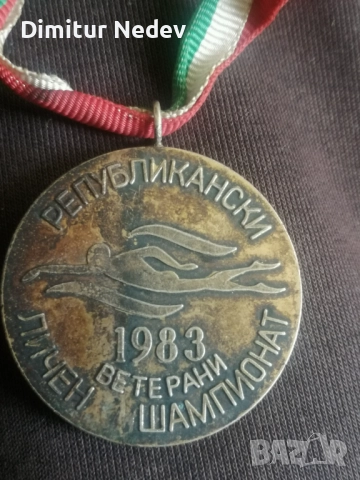 Dimitur Nedev
РЕПУБЛИКАНСКИ
1983
ВЕТЕРАНИ
ЛИЧЕН ШАМПИОНАТ
BAZAR